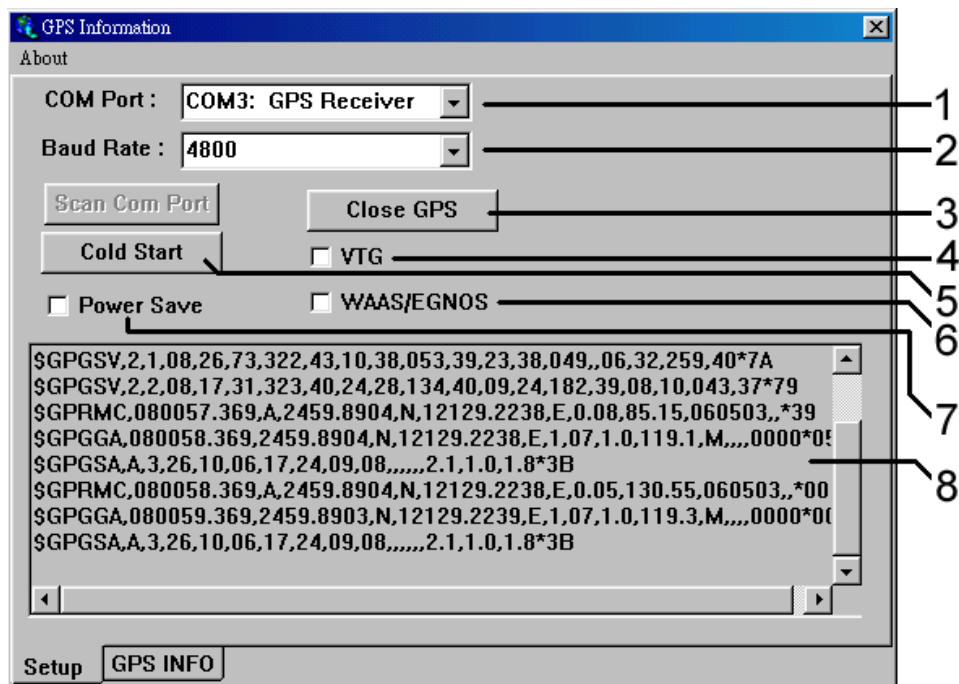 GPS Information
About
COM Port : COM3: GPS Receiver 1
Baud Rate : 4800 2
Scan Com Port Close GPS 3
Cold Start VTG 4
5
Power Save WAAS/EGNOS 6
$GPGSV,2,1,08,26,73,322,43,10,38,053,39,23,38,049,,06,32,259,40*7A
$GPGSV,2,2,08,17,31,323,40,24,28,134,40,09,24,182,39,08,10,043,37*79
$GPRMC,080057.369,A,2459.8904,N,12129.2238,E,0.08,85.15,060503,,*39
7
$GPGGA,080058.369,2459.8904,N,12129.2238,E,1,07,1.0,119.1,M,,,,0000*0
$GPGSA,A,3,26,10,06,17,24,09,08,,,,,,2.1,1.0,1.8*3B
8
$GPRMC,080058.369,A,2459.8904,N,12129.2238,E,0.05,130.55,060503,,*00
$GPGGA,080059.369,2459.8903,N,12129.2239,E,1,07,1.0,119.3,M,,,,0000*0
$GPGSA,A,3,26,10,06,17,24,09,08,,,,,,2.1,1.0,1.8*3B
Setup GPS INFO